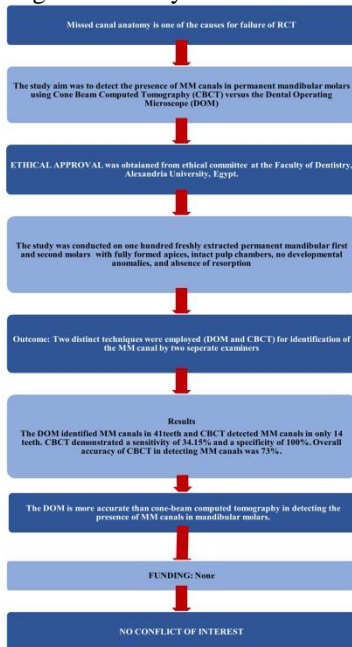 Missed canal anatomy is one of the causes for failure of RCT
The study aim was to detect the presence of MM canals in permanent mandibular molars
using Cone Beam Computed Tomography (CBCT) versus the Dental Operating
Microscope (DOM)
ETHICAL APPROVAL was obtaianed from ethical committee at the Faculty of Dentistry,
Alexandria University, Egypt.
The study was conducted on one hundred freshly extracted permanent mandibular first
and second molars with fully formed apices, intact pulp chambers, no developmental
anomalies, and absence of resorption
Outcome: Two distinct techniques were employed (DOM and CBCT) for identification of
the MM canal by two seperate examiners
Results
The DOM identified MM canals in 41teeth and CBCT detected MM canals in only 14
teeth. CBCT demonstrated a sensitivity of 34.15% and a specificity of 100%. Overall
accuracy of CBCT in detecting MM canals was 73%.
The DOM is more accurate than cone-beam computed tomography in detecting the
presence of MM canals in mandibular molars.
FUNDING: None
NO CONFLICT OF INTEREST